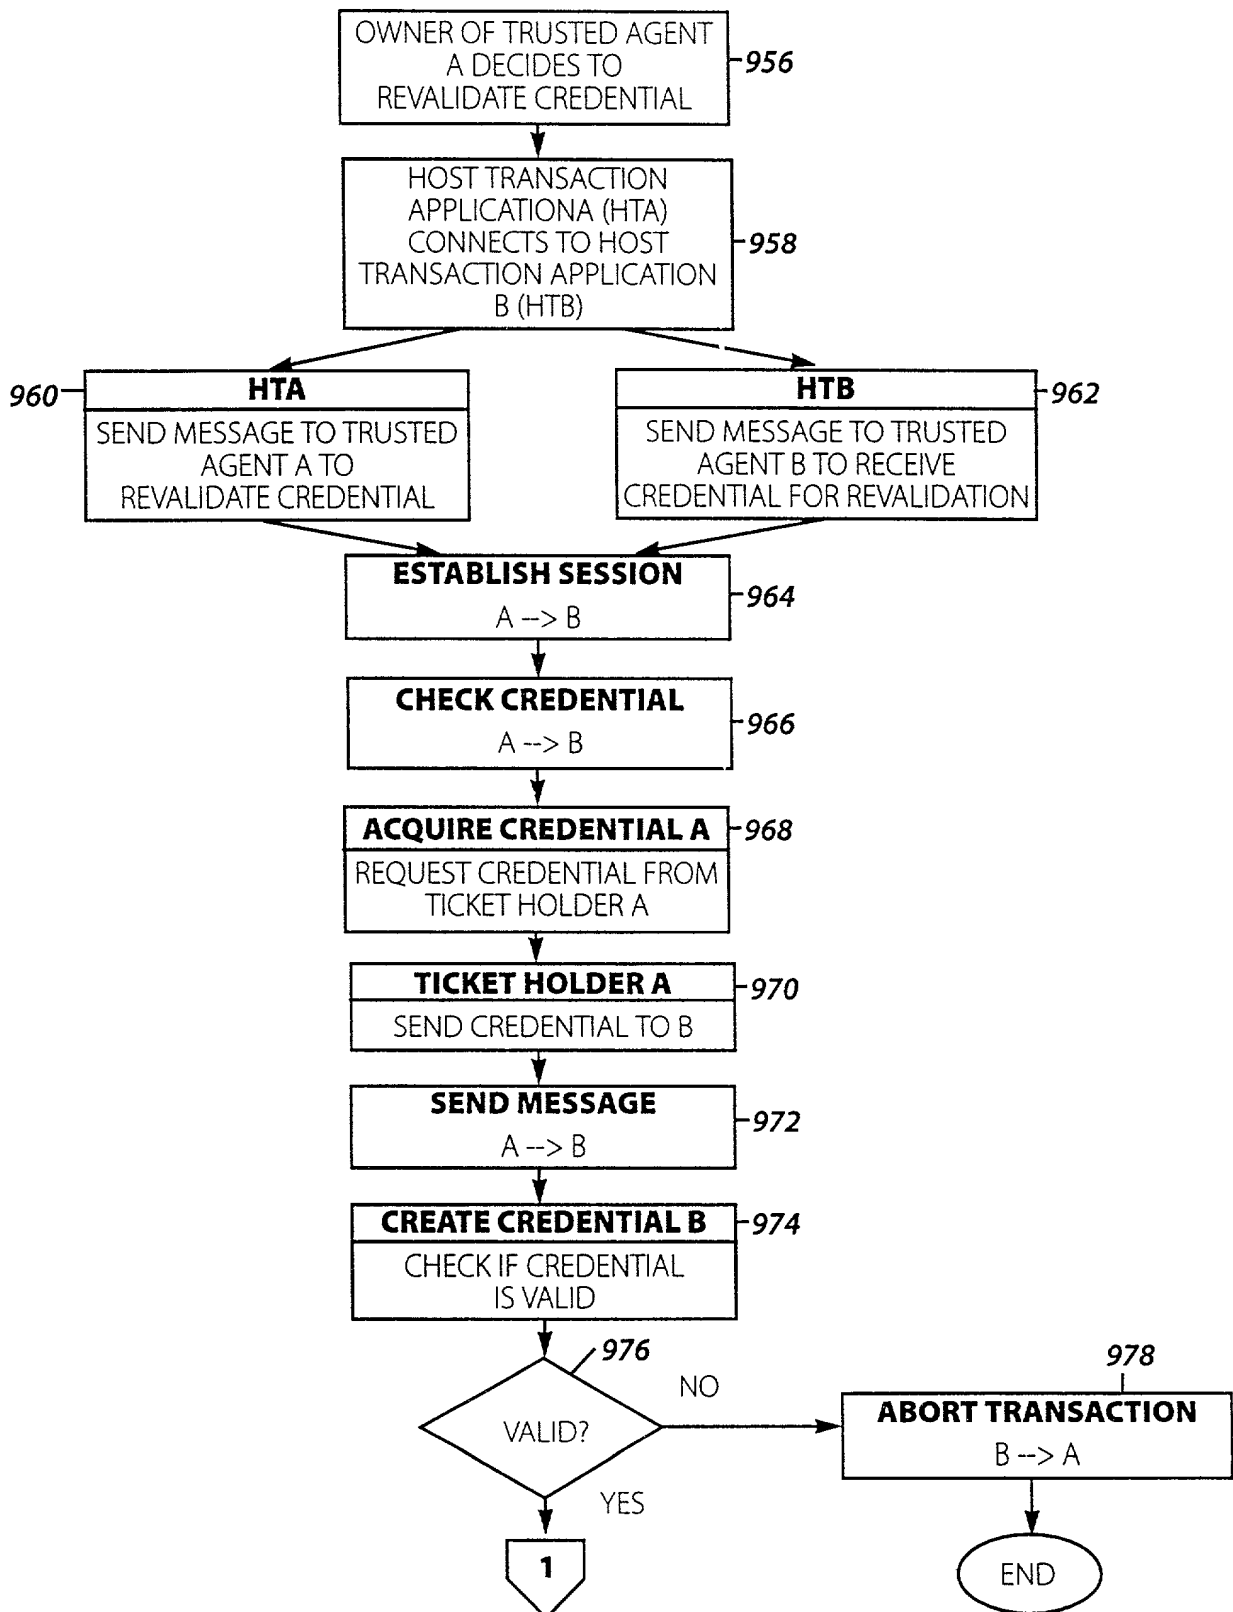 OWNER OF TRUSTED AGENT
A DECIDES TO
REVALIDATE CREDENTIAL
956
HOST TRANSACTION
APPLICATIONA (HTA)
CONNECTS TO HOST
TRANSACTION APPLICATION
B (HTB)
958
960
HTA
SEND MESSAGE TO TRUSTED
AGENT A TO
REVALIDATE CREDENTIAL
HTB
962
SEND MESSAGE TO TRUSTED
AGENT B TO RECEIVE
CREDENTIAL FOR REVALIDATION
ESTABLISH SESSION
A --> B
964
CHECK CREDENTIAL
A --> B
966
ACQUIRE CREDENTIAL A
968
REQUEST CREDENTIAL FROM
TICKET HOLDER A
TICKET HOLDER A
970
SEND CREDENTIAL TO B
SEND MESSAGE
A --> B
972
CREATE CREDENTIAL B
974
CHECK IF CREDENTIAL
IS VALID
976
VALID?
NO
978
ABORT TRANSACTION
B --> A
YES
1
END